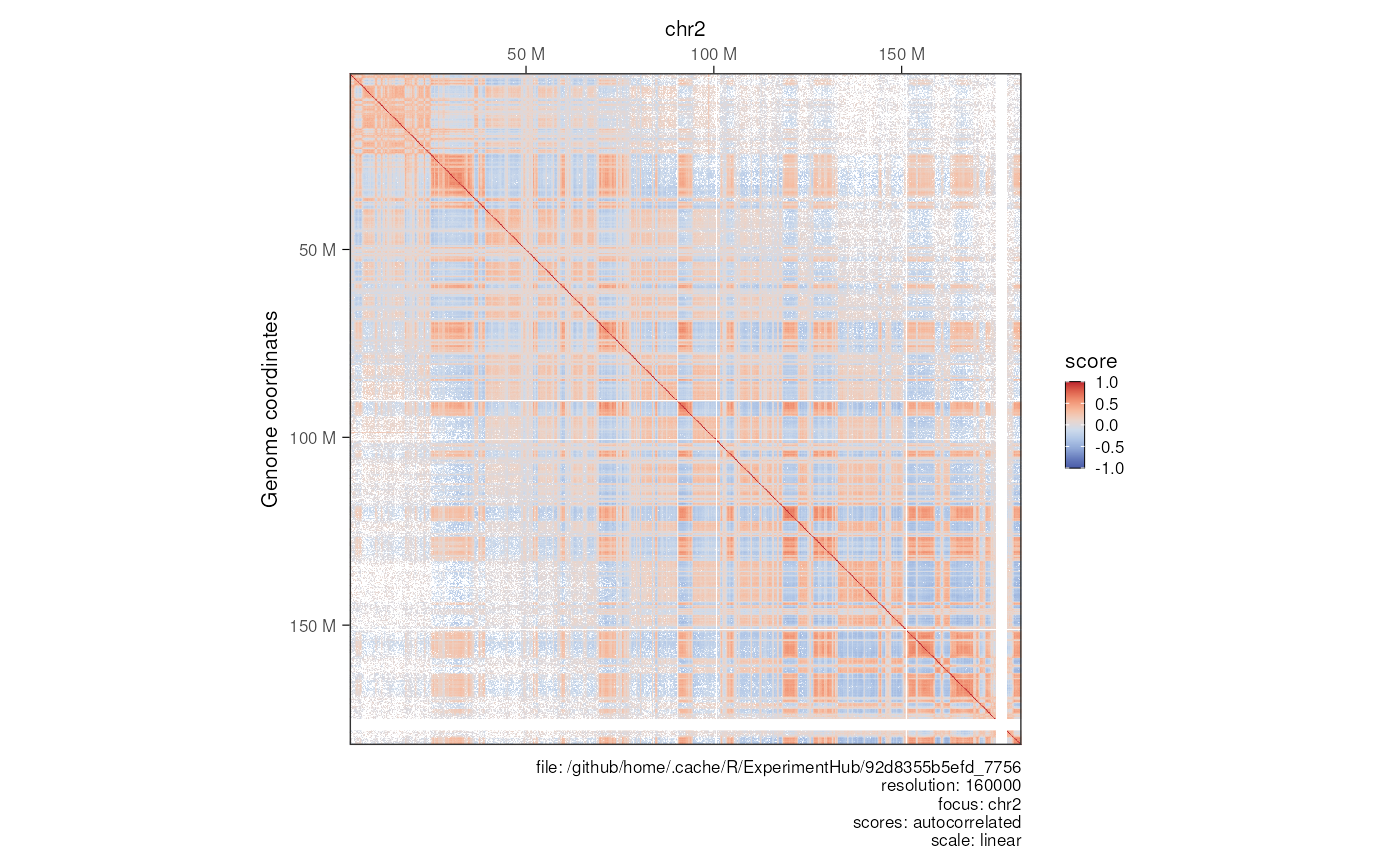 chr2
50 M
100 M
150 M
50 M
100 M
150 M
Genome coordinates
score
1.0
0.5
0.0
-0.5
-1.0
file: /github/home/.cache/R/ExperimentHub/92d8355b5efd_7756
resolution: 160000
focus: chr2
scores: autocorrelated
scale: linear